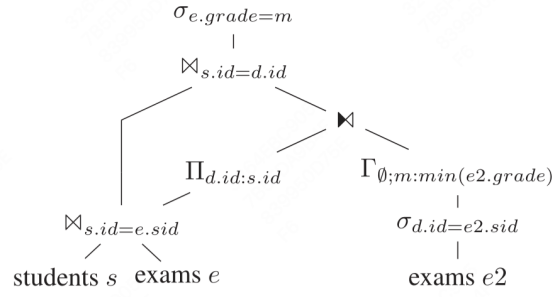 σe.grade=m
⋈s.id=d.id
Πd.id:s.id
Γ∅;m:min(e2.grade)
⋈s.id=e.sid
σd.id=e2.sid
students s exams e
exams e2